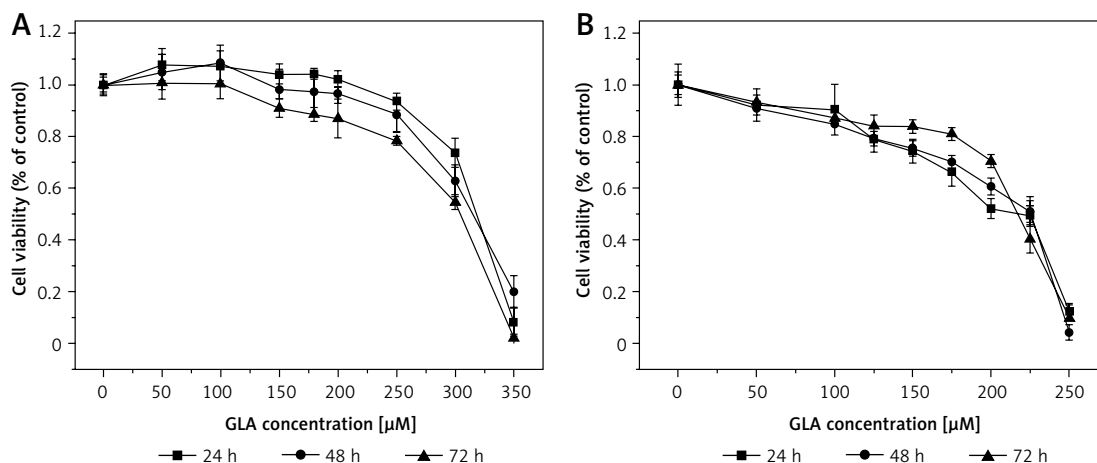 A
Cell viability (% of control)
1.2
1.0
0.8
0.6
0.4
0.2
0
0 50 100 150 200 250 300 350
GLA concentration [µM]
24 h 48 h 72 h
B
Cell viability (% of control)
1.2
1.0
0.8
0.6
0.4
0.2
0
0 50 100 150 200 250
GLA concentration [µM]
24 h 48 h 72 h